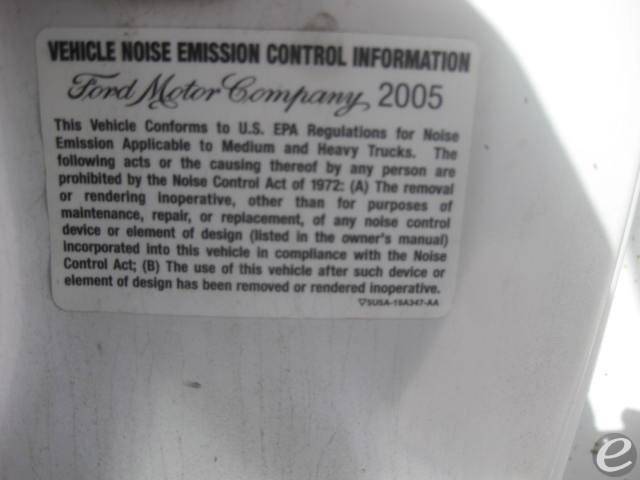 VEHICLE NOISE EMISSION CONTROL INFORMATION
Ford Motor Company 2005
This Vehicle Conforms to U.S. EPA Regulations for Noise
Emission Applicable to Medium and Heavy Trucks. The
following acts or the causing thereof by any person are
prohibited by the Noise Control Act of 1972: (A) The removal
or rendering inoperative, other than for purposes of
maintenance, repair, or replacement, of any noise control
device or element of design (listed in the owner's manual)
incorporated into this vehicle in compliance with the Noise
Control Act; (B) The use of this vehicle after such device or
element of design has been removed or rendered inoperative.
▽5USA-19A347-AA
e